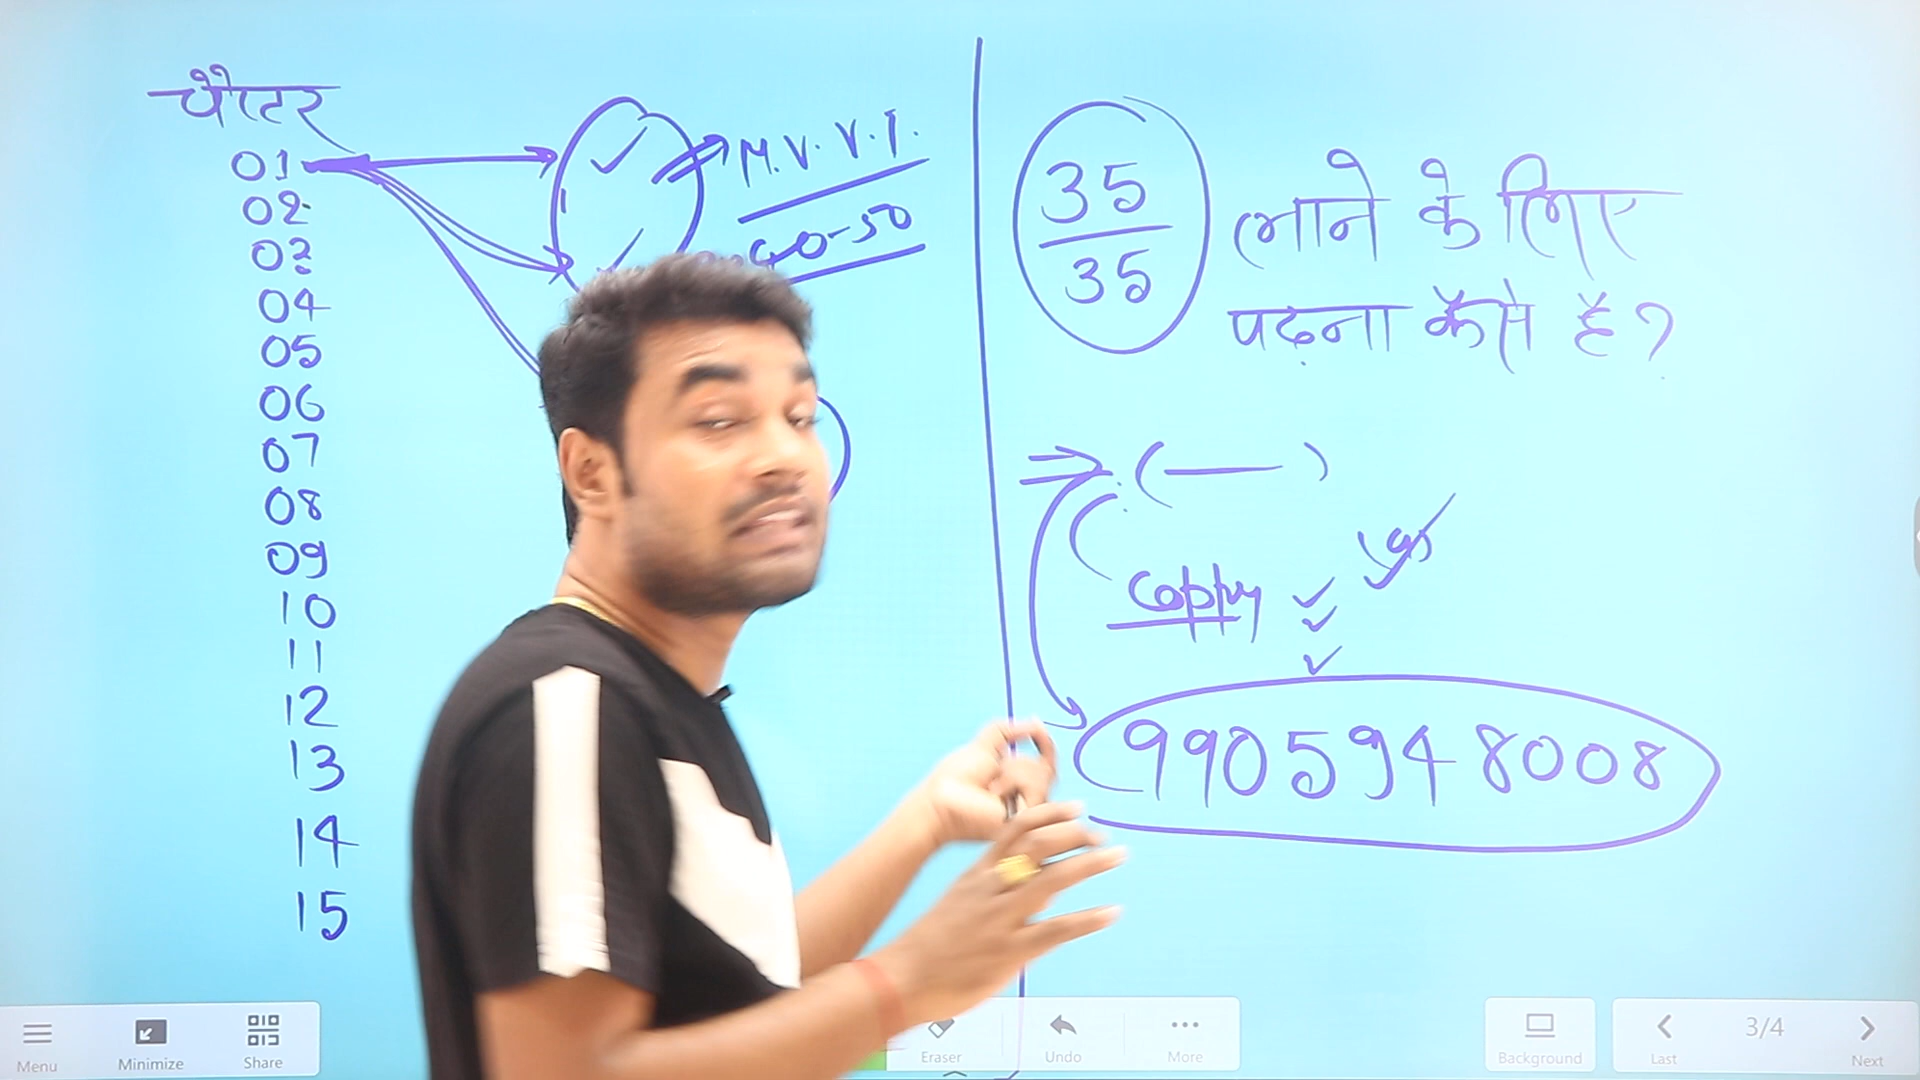 चैप्टर
01
02
03
04
05
06
07
08
09
10
11
12
13
14
15
M.V.V.I.
40-50
35
35
लाने के लिए
पढ़ना कैसे है?
Coppy
9905948008
Menu
Minimize
Share
Eraser
Undo
More
Background
Last
3/4
Next